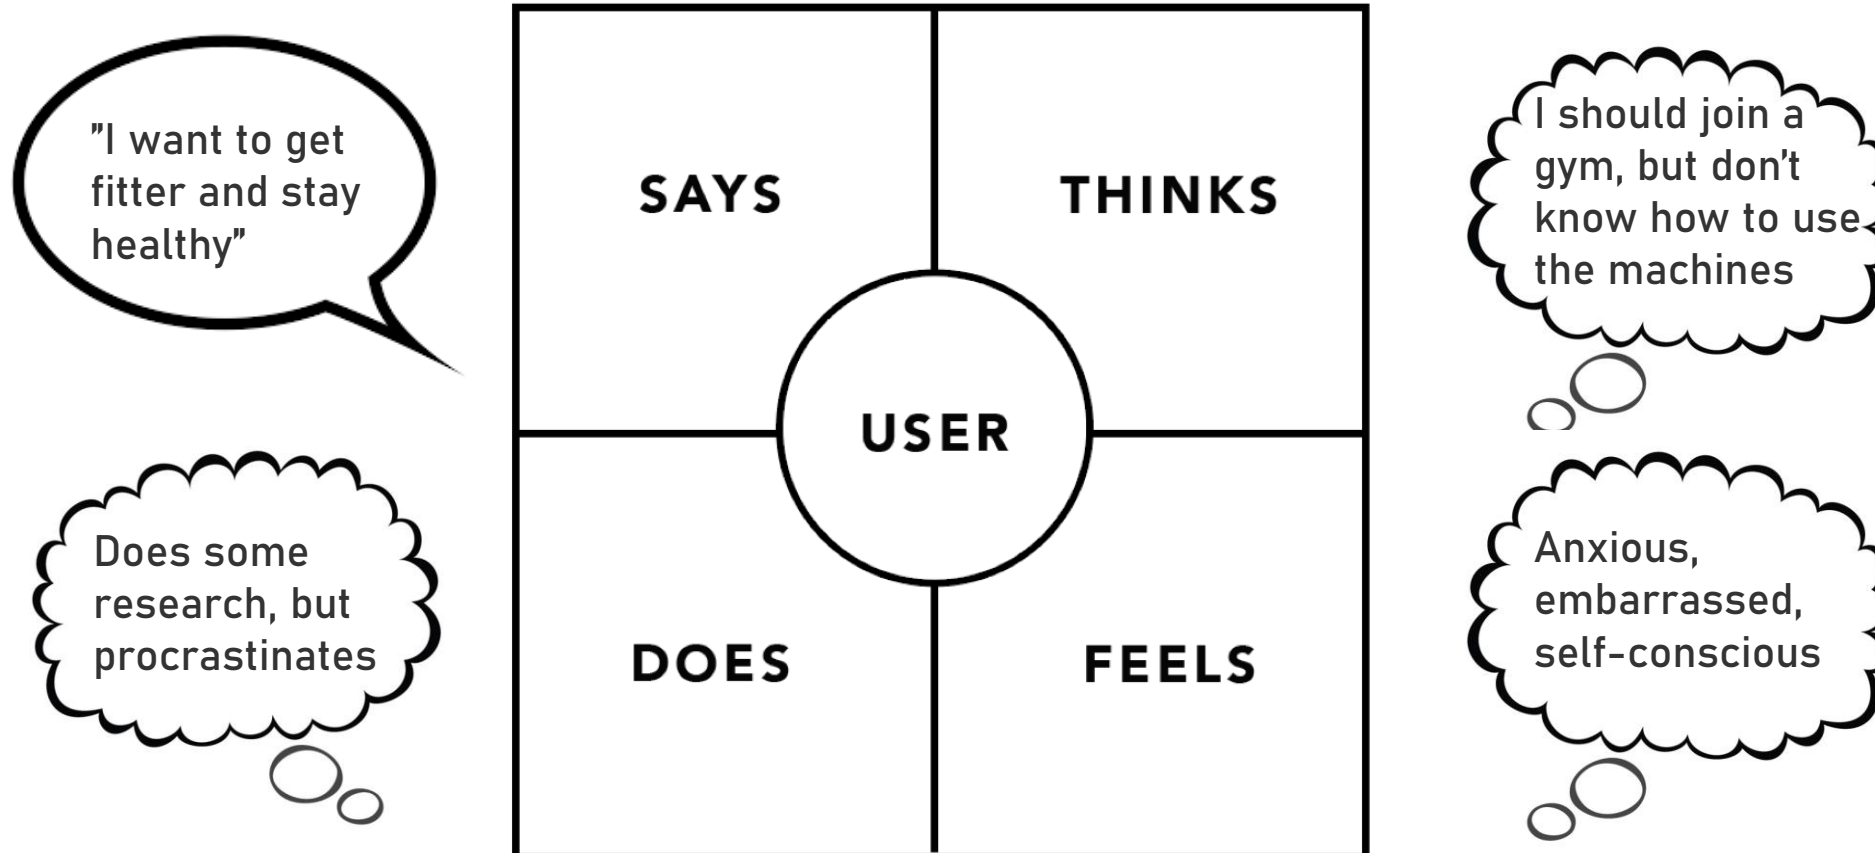 "I want to get
fitter and stay
healthy"
SAYS
THINKS
I should join a
gym, but don't
know how to use
the machines
USER
Does some
research, but
procrastinates
DOES
FEELS
Anxious,
embarrassed,
self-conscious